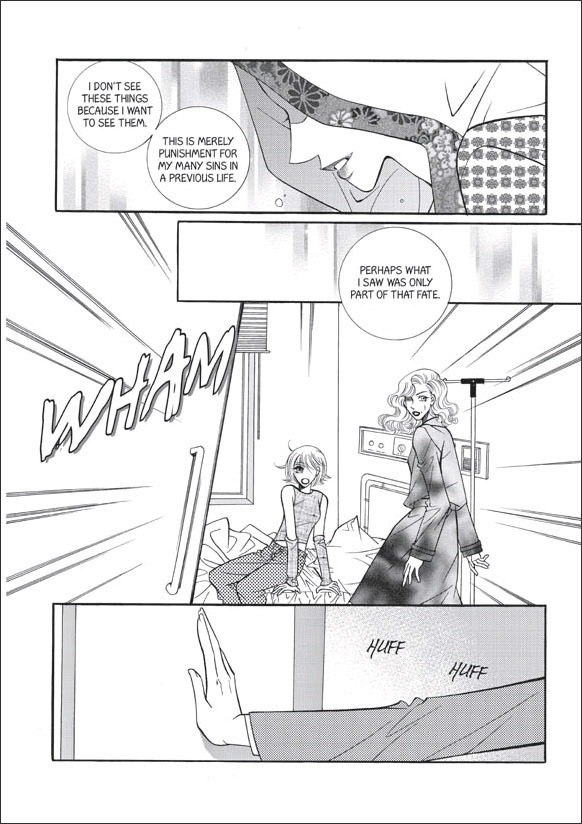 I DON'T SEE
THESE THINGS
BECAUSE I WANT
TO SEE THEM.
THIS IS MERELY
PUNISHMENT FOR
MY MANY SINS IN
A PREVIOUS LIFE.
PERHAPS WHAT
I SAW WAS ONLY
PART OF THAT FATE.
WHAM
HUFF
HUFF